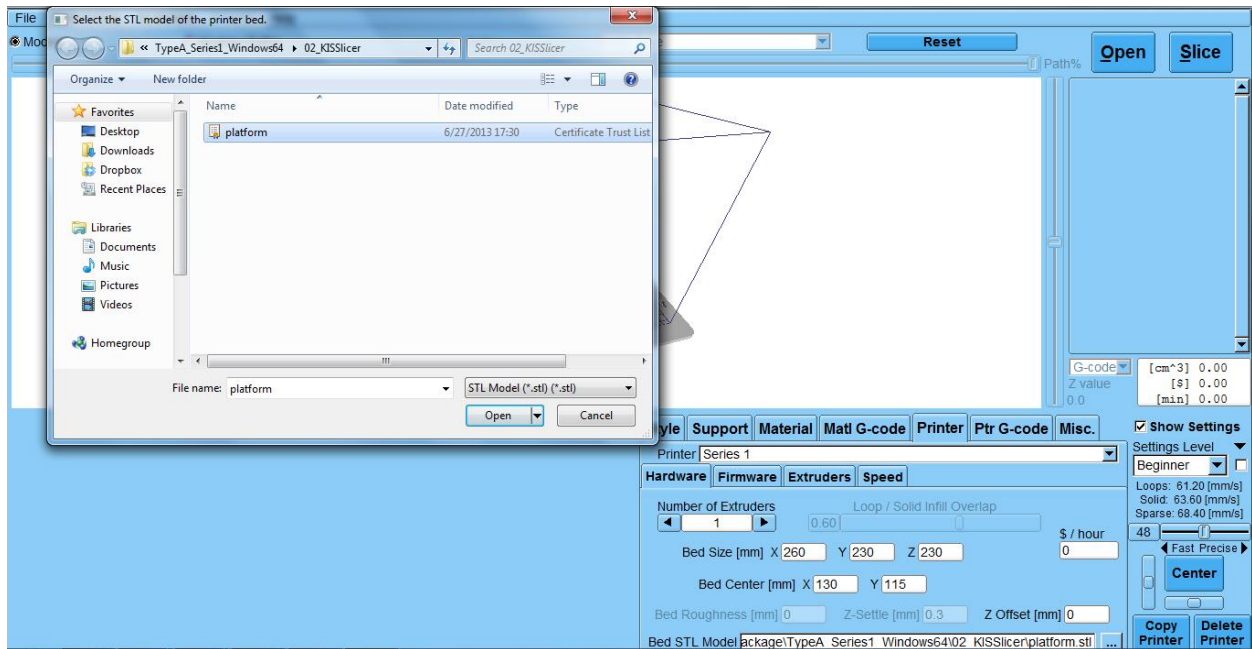 File
Select the STL model of the printer bed.
« TypeA_Series1_Windows64 ▸ 02_KISSlicer
Search 02_KISSlicer
Organize
New folder
Favorites
Desktop
Downloads
Dropbox
Recent Places
Libraries
Documents
Music
Pictures
Videos
Homegroup
Name
Date modified
Type
platform
6/27/2013 17:30
Certificate Trust List
File name: platform
STL Model (*.stl) (*.stl)
Open
Cancel
Reset
Path%
Open
Slice
G-code
Z value
0.0
[cm^3] 0.00
[$] 0.00
[min] 0.00
Support Material Matl G-code Printer Ptr G-code Misc.
Printer Series 1
Hardware Firmware Extruders Speed
Number of Extruders
1
Loop / Solid Infill Overlap
0.60
$ / hour
0
Bed Size [mm] X 260 Y 230 Z 230
Bed Center [mm] X 130 Y 115
Bed Roughness [mm] 0 Z-Settle [mm] 0.3 Z Offset [mm] 0
Bed STL Model ackage\TypeA_Series1_Windows64\02_KISSlicer\platform.stl ...
Show Settings
Settings Level
Beginner
Loops: 61.20 [mm/s]
Solid: 63.60 [mm/s]
Sparse: 68.40 [mm/s]
48
Fast Precise
Center
Copy Printer
Delete Printer